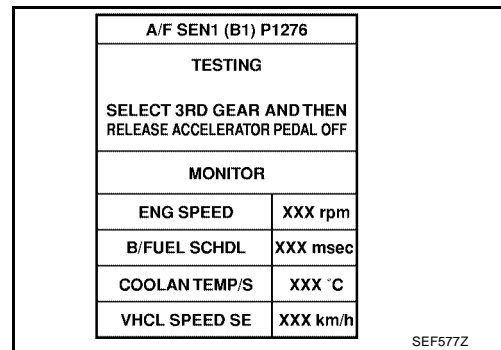 A/F SEN1 (B1) P1276
TESTING
SELECT 3RD GEAR AND THEN
RELEASE ACCELERATOR PEDAL OFF
MONITOR
ENG SPEED XXX rpm
B/FUEL SCHDL XXX msec
COOLAN TEMP/S XXX °C
VHCL SPEED SE XXX km/h
SEF577Z